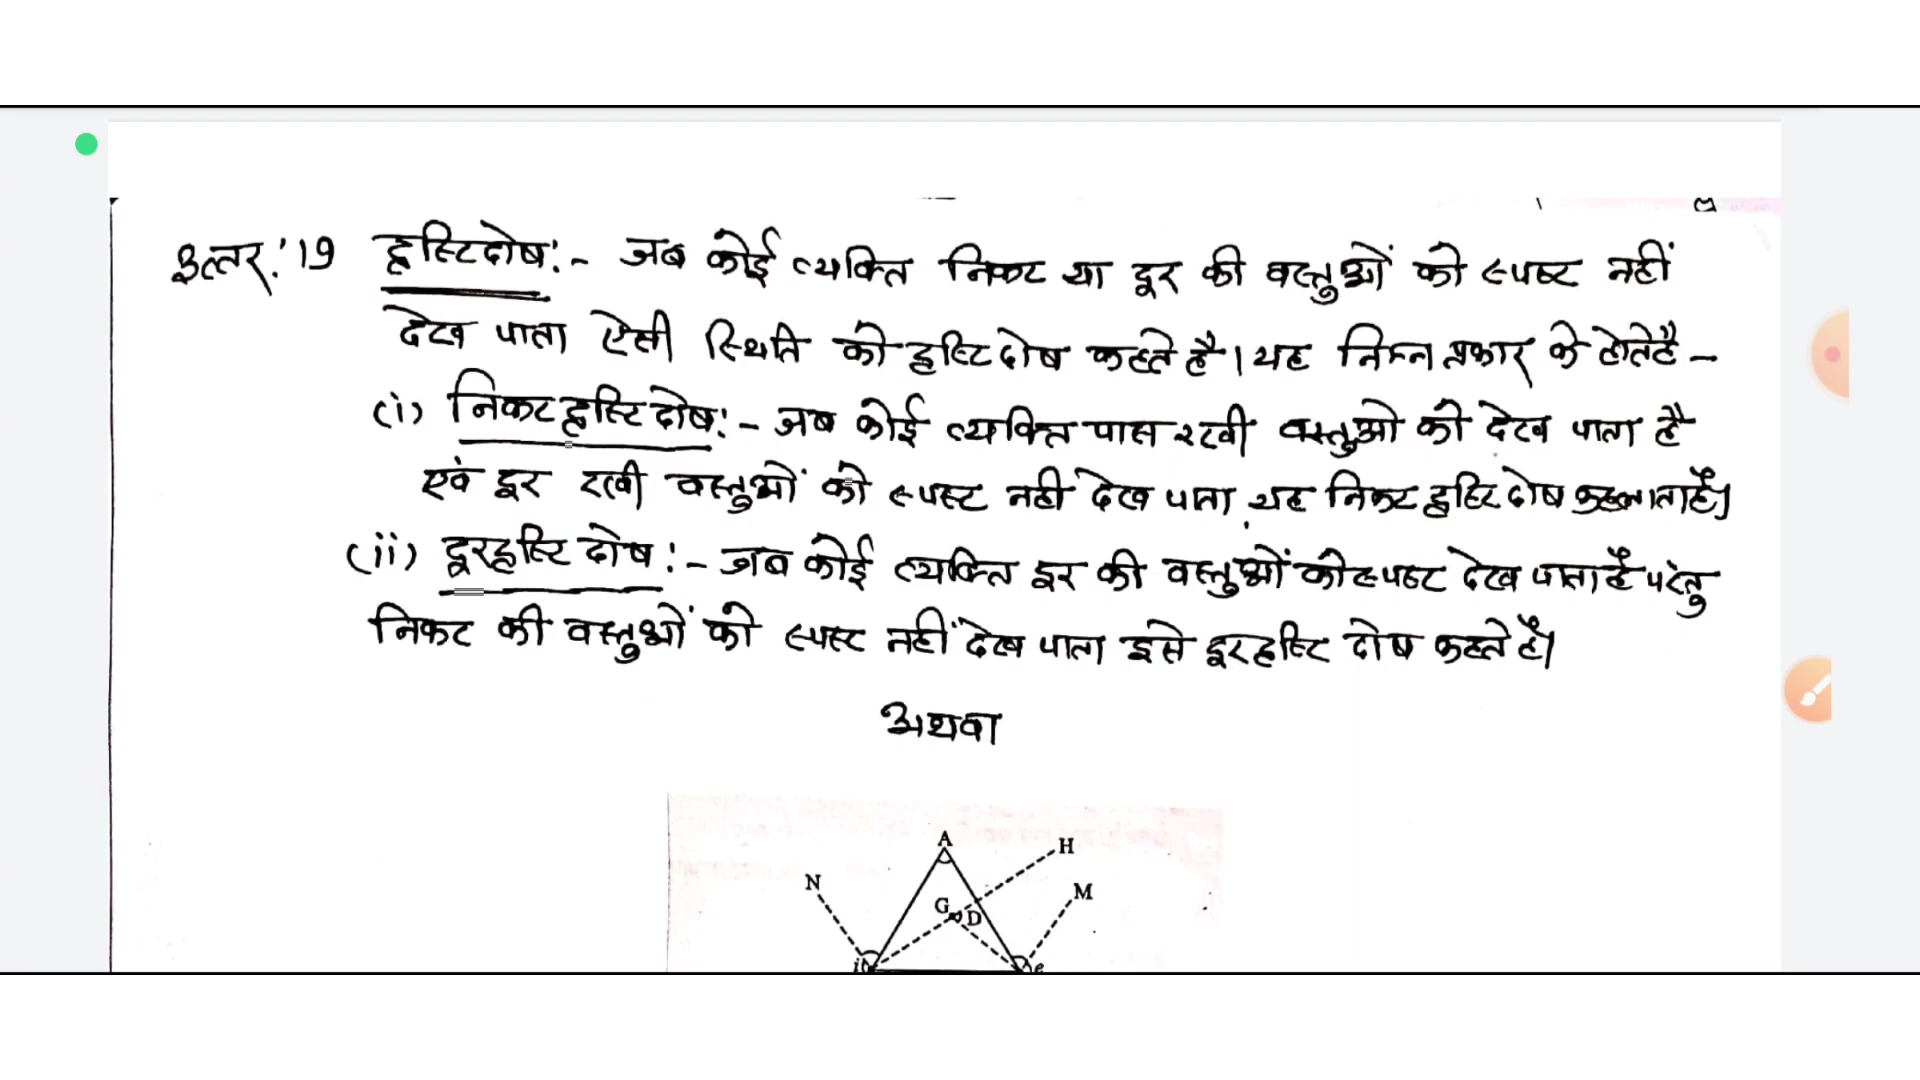 उत्तर.'19 दृष्टिदोष:- जब कोई व्यक्ति निकट या दूर की वस्तुओं को स्पष्ट नहीं
देख पाता ऐसी स्थिति को दृष्टि दोष कहते है। यह निम्न प्रकार के होते है -
(i) निकट दृष्टि दोष:- जब कोई व्यक्ति पास रखी वस्तुओ को देख पाता है
एवं दूर रखी वस्तुओं को स्पस्ट नही देख पाता यह निकट दृष्टि दोष कहलाता है।
(ii) दूरदृष्टि दोष:- जब कोई व्यक्ति दूर की वस्तुओं को स्पष्ट देख पाता है परंतु
निकट की वस्तुओं को स्पस्ट नहीं देख पाता इसे दूरदृष्टि दोष कहते है।
अथवा
A
H
N
M
G
D
i
e